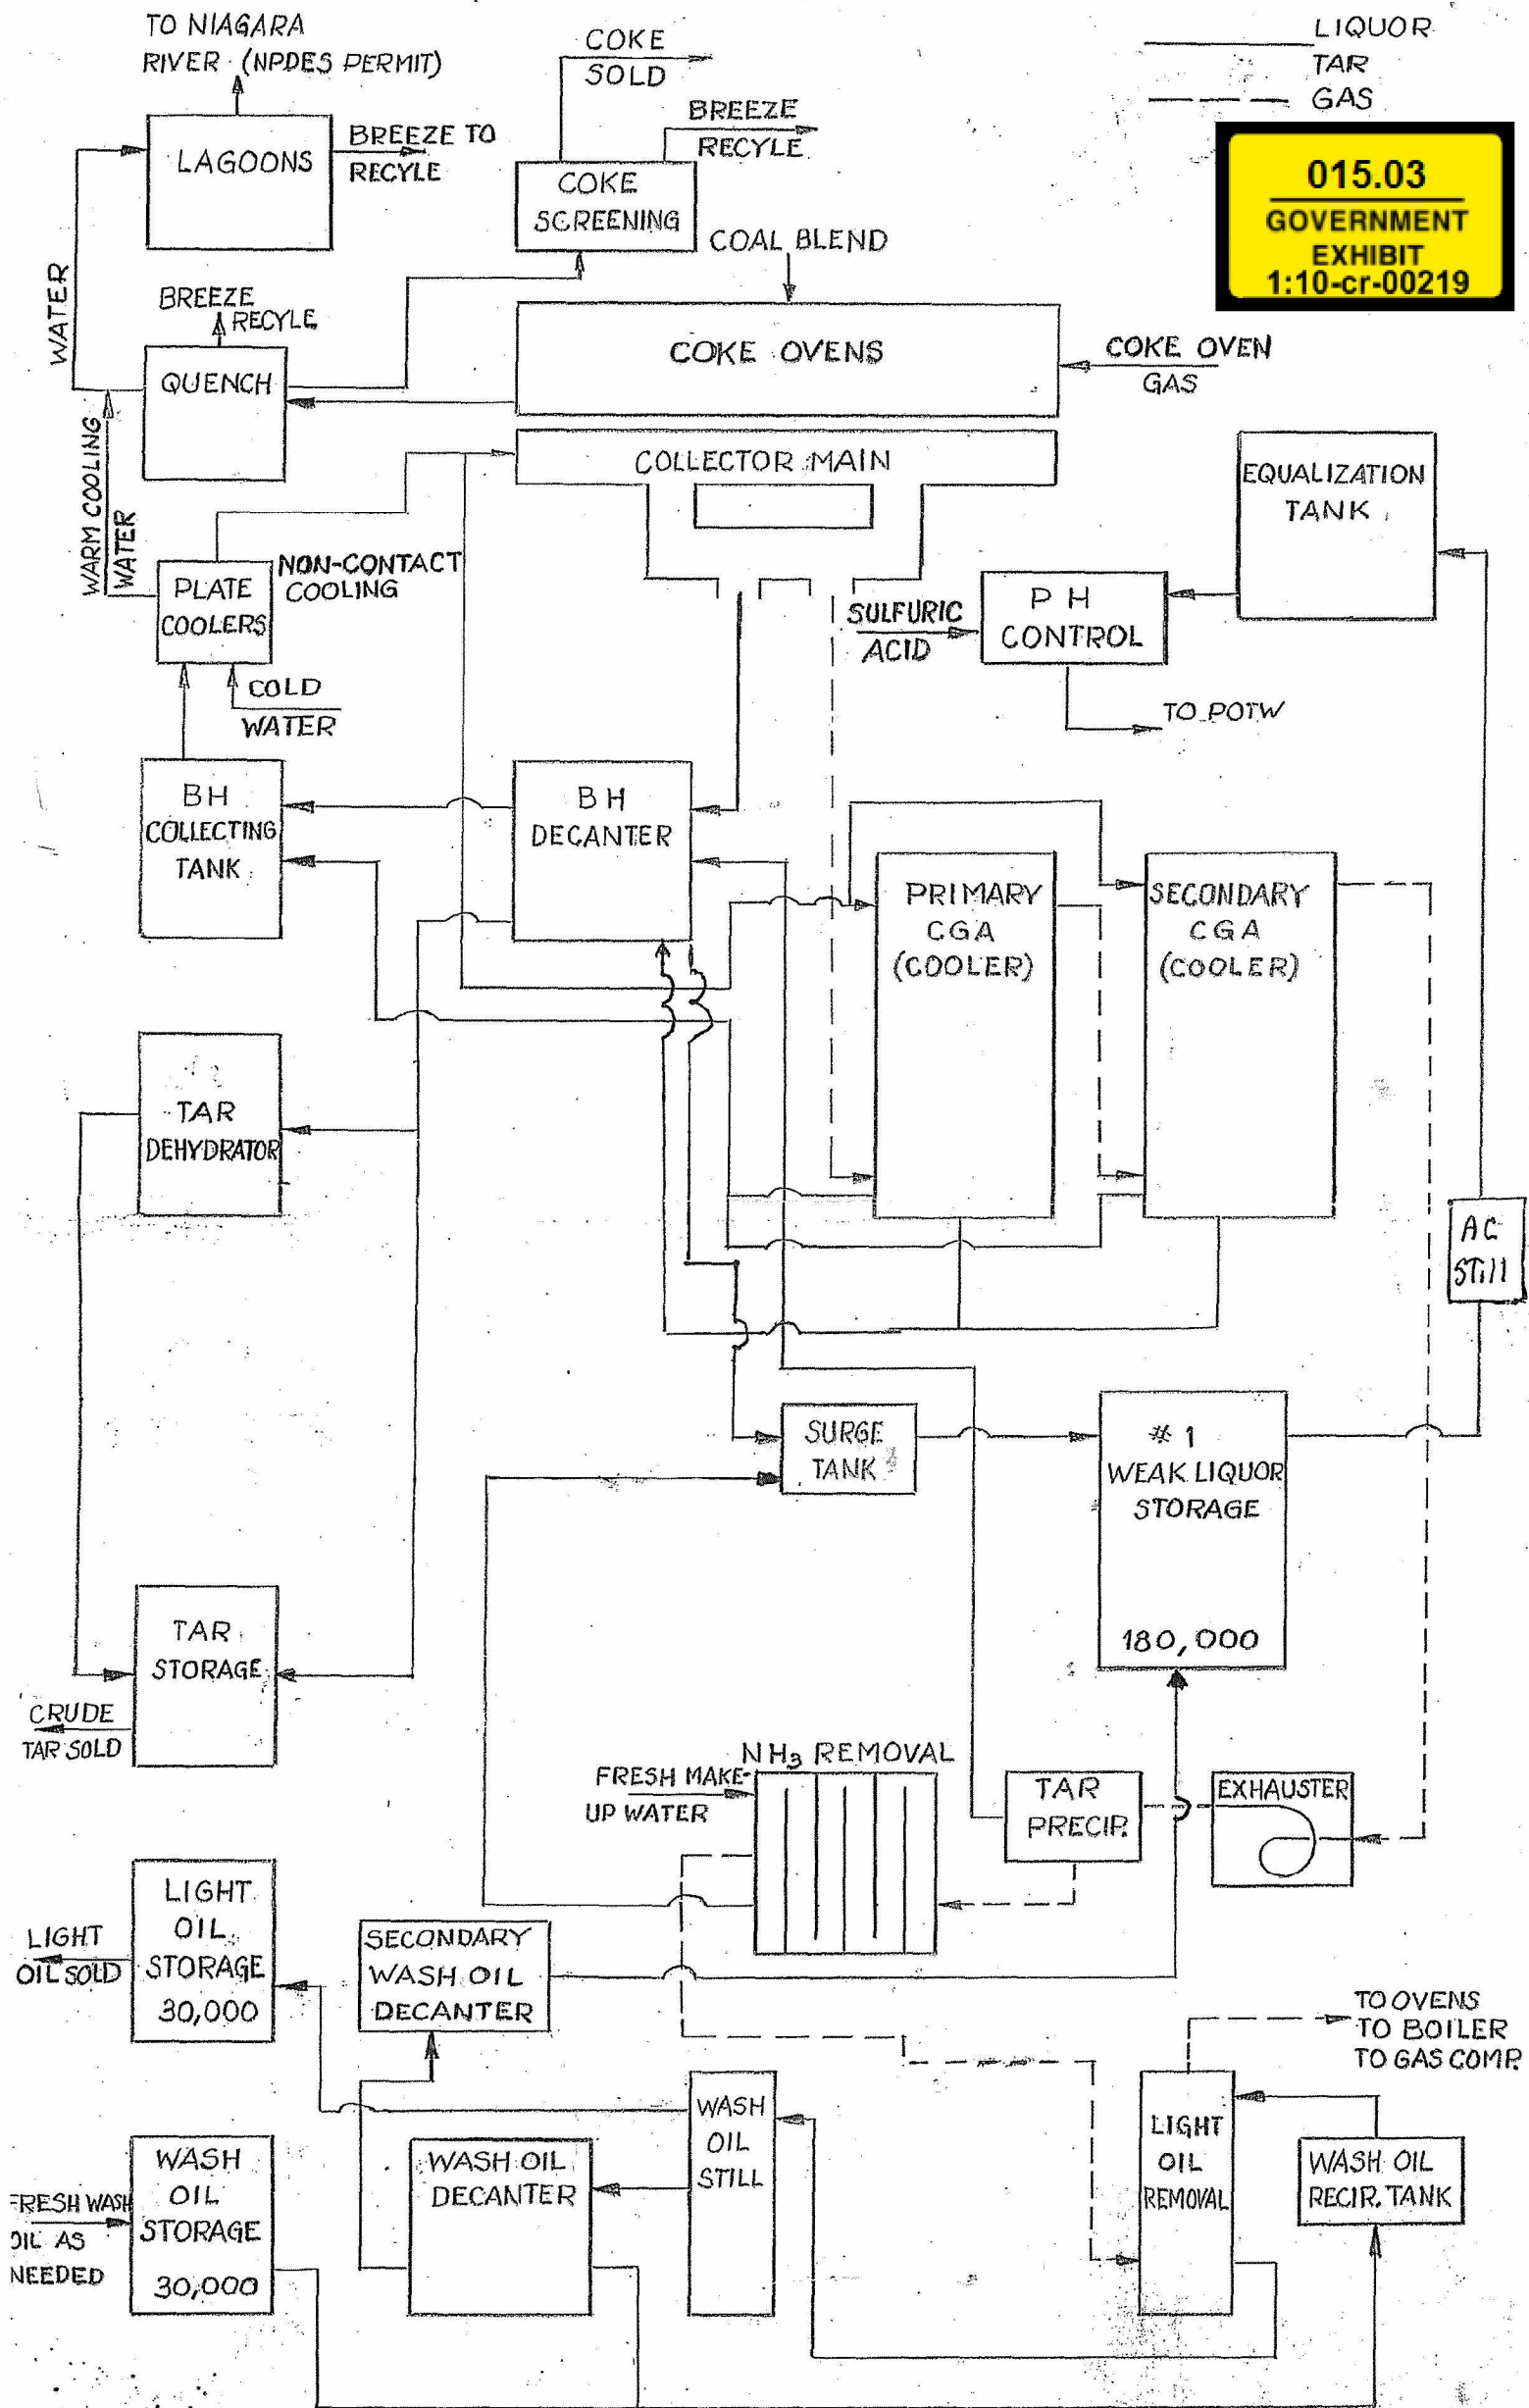 TO NIAGARA
RIVER (NPDES PERMIT)
COKE
SOLD
LIQUOR
TAR
GAS
015.03
GOVERNMENT
EXHIBIT
1:10-cr-00219
LAGOONS
BREEZE TO
RECYLE
BREEZE
RECYLE
COKE
SCREENING
COAL BLEND
WATER
BREEZE
RECYLE
QUENCH
COKE OVENS
COKE OVEN
GAS
WARM COOLING
WATER
COLLECTOR MAIN
EQUALIZATION
TANK
PLATE
COOLERS
NON-CONTACT
COOLING
SULFURIC
ACID
PH
CONTROL
COLD
WATER
TO POTW
BH
COLLECTING
TANK
BH
DECANTER
PRIMARY
CGA
(COOLER)
SECONDARY
CGA
(COOLER)
TAR
DEHYDRATOR
AC
STILL
SURGE
TANK
#1
WEAK LIQUOR
STORAGE
180,000
TAR
STORAGE
CRUDE
TAR SOLD
NH3 REMOVAL
FRESH MAKE-
UP WATER
TAR
PRECIP.
EXHAUSTER
LIGHT
OIL
STORAGE
30,000
LIGHT
OIL SOLD
SECONDARY
WASH OIL
DECANTER
TO OVENS
TO BOILER
TO GAS COMP.
WASH
OIL
STILL
LIGHT
OIL
REMOVAL
WASH OIL
RECIR. TANK
WASH OIL
DECANTER
WASH
OIL
STORAGE
30,000
FRESH WASH
OIL AS
NEEDED